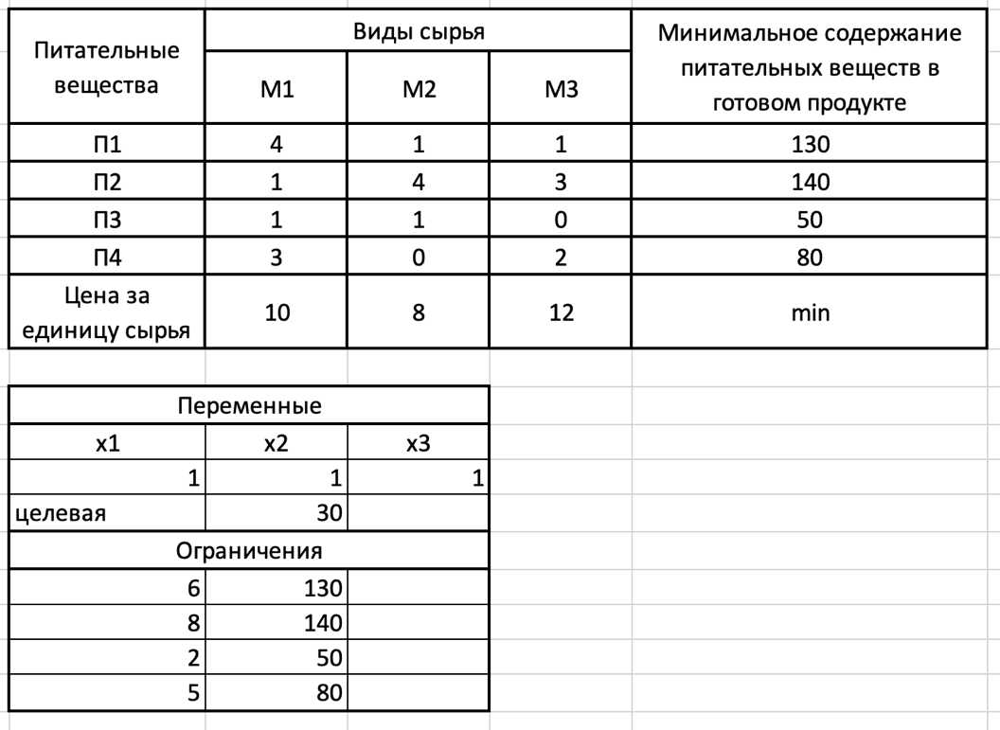 Питательные вещества Виды сырья Минимальное содержание питательных веществ в готовом продукте
М1 М2 М3
П1 4 1 1 130
П2 1 4 3 140
П3 1 1 0 50
П4 3 0 2 80
Цена за единицу сырья 10 8 12 min
Переменные
x1 x2 x3
1 1 1
целевая 30
Ограничения
6 130
8 140
2 50
5 80